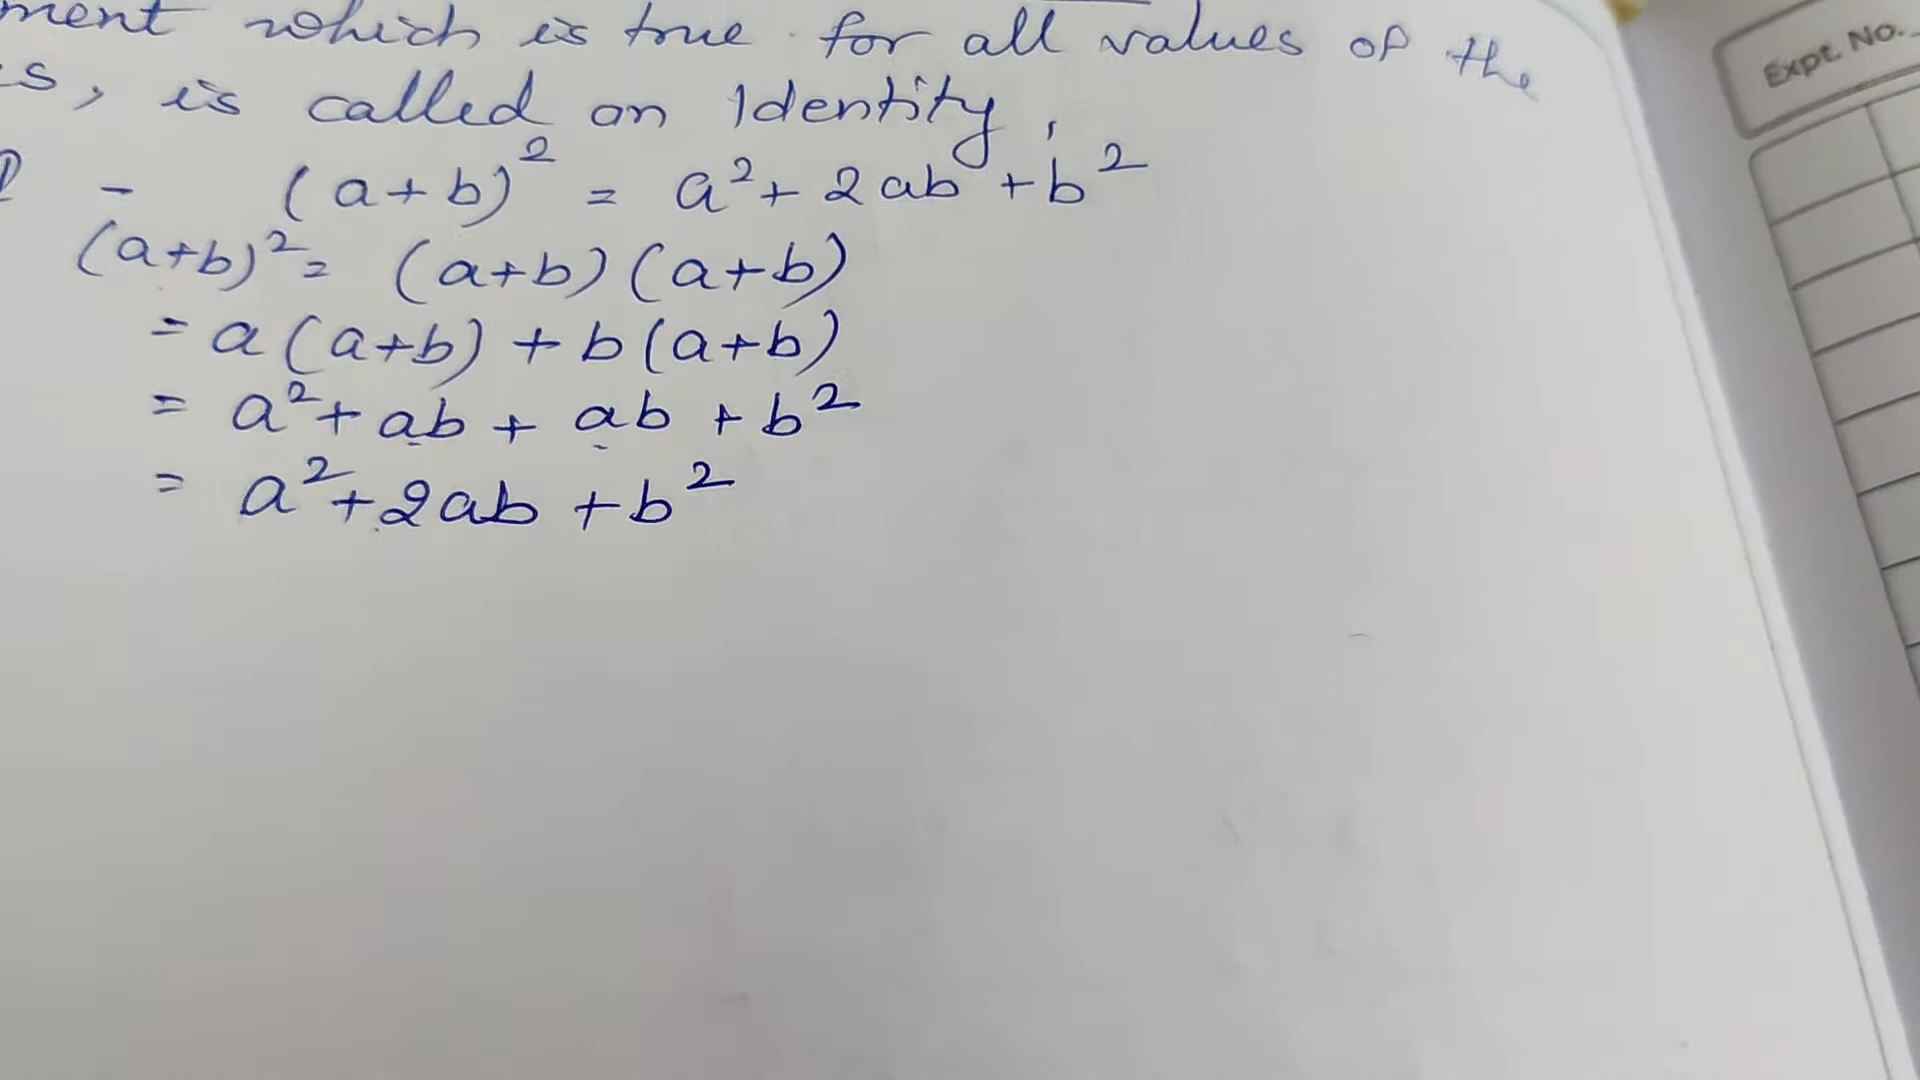 ment which is true for all values of the
s, is called an Identity.
- (a+b)² = a²+ 2ab +b²
(a+b)² = (a+b) (a+b)
= a (a+b) + b(a+b)
= a²+ ab + ab + b²
= a²+2ab +b²
Expt. No.